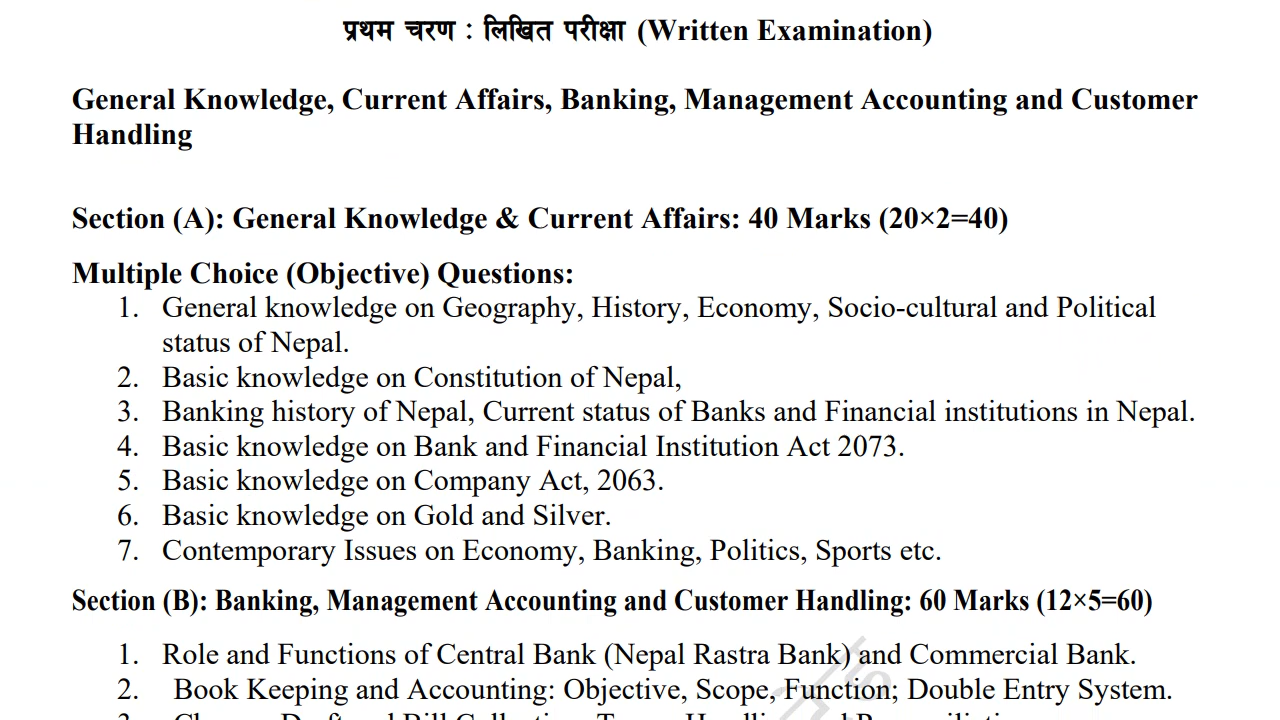 प्रथम चरण : लिखित परीक्षा (Written Examination)
General Knowledge, Current Affairs, Banking, Management Accounting and Customer
Handling
Section (A): General Knowledge & Current Affairs: 40 Marks (20×2=40)
Multiple Choice (Objective) Questions:
1. General knowledge on Geography, History, Economy, Socio-cultural and Political
status of Nepal.
2. Basic knowledge on Constitution of Nepal,
3. Banking history of Nepal, Current status of Banks and Financial institutions in Nepal.
4. Basic knowledge on Bank and Financial Institution Act 2073.
5. Basic knowledge on Company Act, 2063.
6. Basic knowledge on Gold and Silver.
7. Contemporary Issues on Economy, Banking, Politics, Sports etc.
Section (B): Banking, Management Accounting and Customer Handling: 60 Marks (12×5=60)
1. Role and Functions of Central Bank (Nepal Rastra Bank) and Commercial Bank.
2. Book Keeping and Accounting: Objective, Scope, Function; Double Entry System.